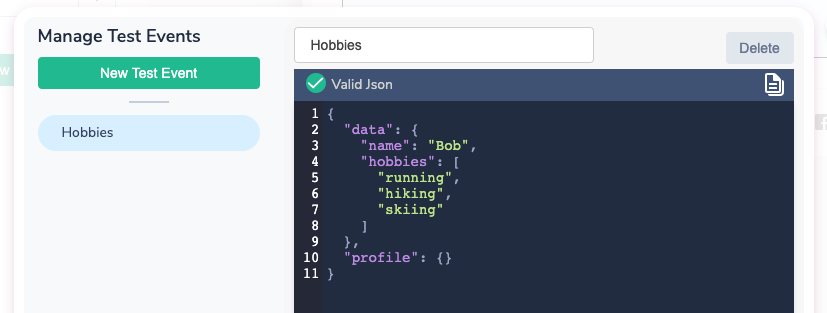 Manage Test Events
New Test Event
Hobbies
Hobbies
Delete
Valid Json
1 {
2   "data": {
3     "name": "Bob",
4     "hobbies": [
5       "running",
6       "hiking",
7       "skiing"
8     ]
9   },
10   "profile": {}
11 }